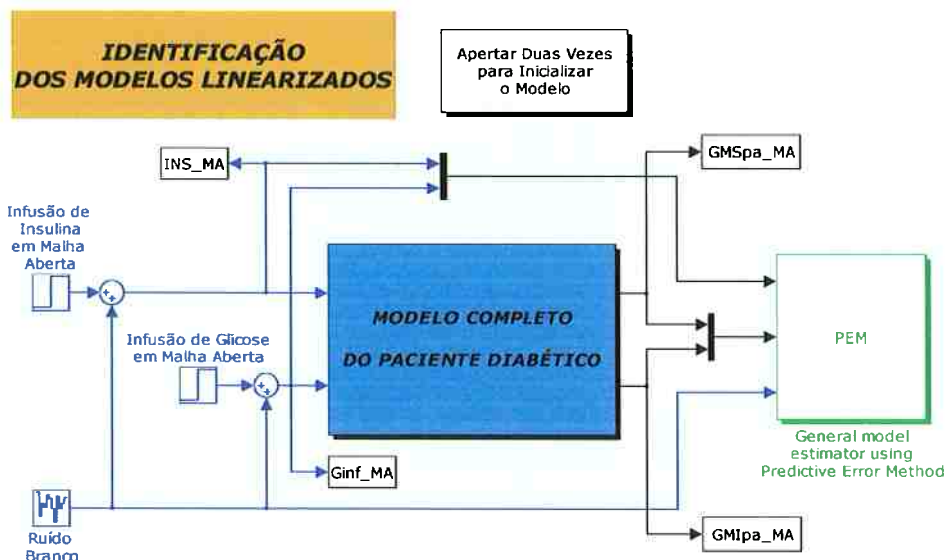 IDENTIFICAÇÃO
DOS MODELOS LINEARIZADOS
Apertar Duas Vezes
para Inicializar
o Modelo
INS_MA
GMSpa_MA
Infusão de
Insulina
em Malha
Aberta
++
Infusão de Glicose
em Malha Aberta
++
MODELO COMPLETO
DO PACIENTE DIABÉTICO
PEM
General model
estimator using
Predictive Error Method
Ginf_MA
GMIpa_MA
Ruído
Branco